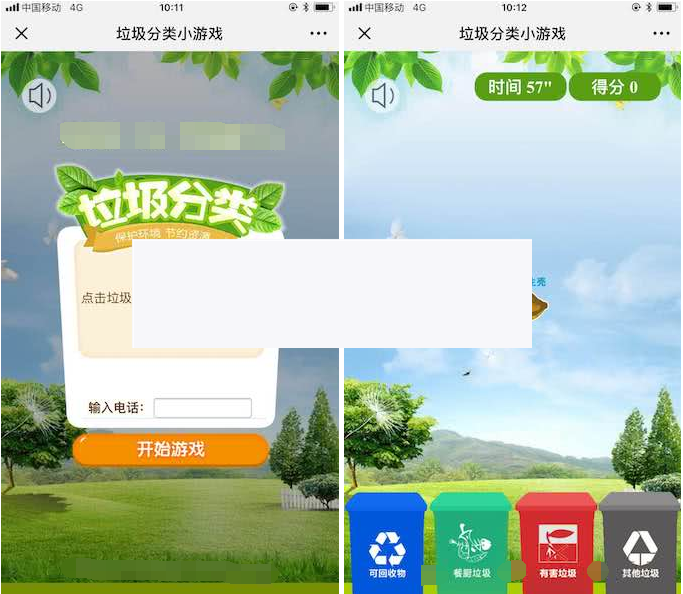 中国移动 4G 10:11
垃圾分类小游戏
垃圾分类
保护环境 节约资源
点击垃圾
输入电话:
开始游戏
中国移动 4G 10:12
垃圾分类小游戏
时间 57" 得分 0
壳
可回收物 餐厨垃圾 有害垃圾 其他垃圾